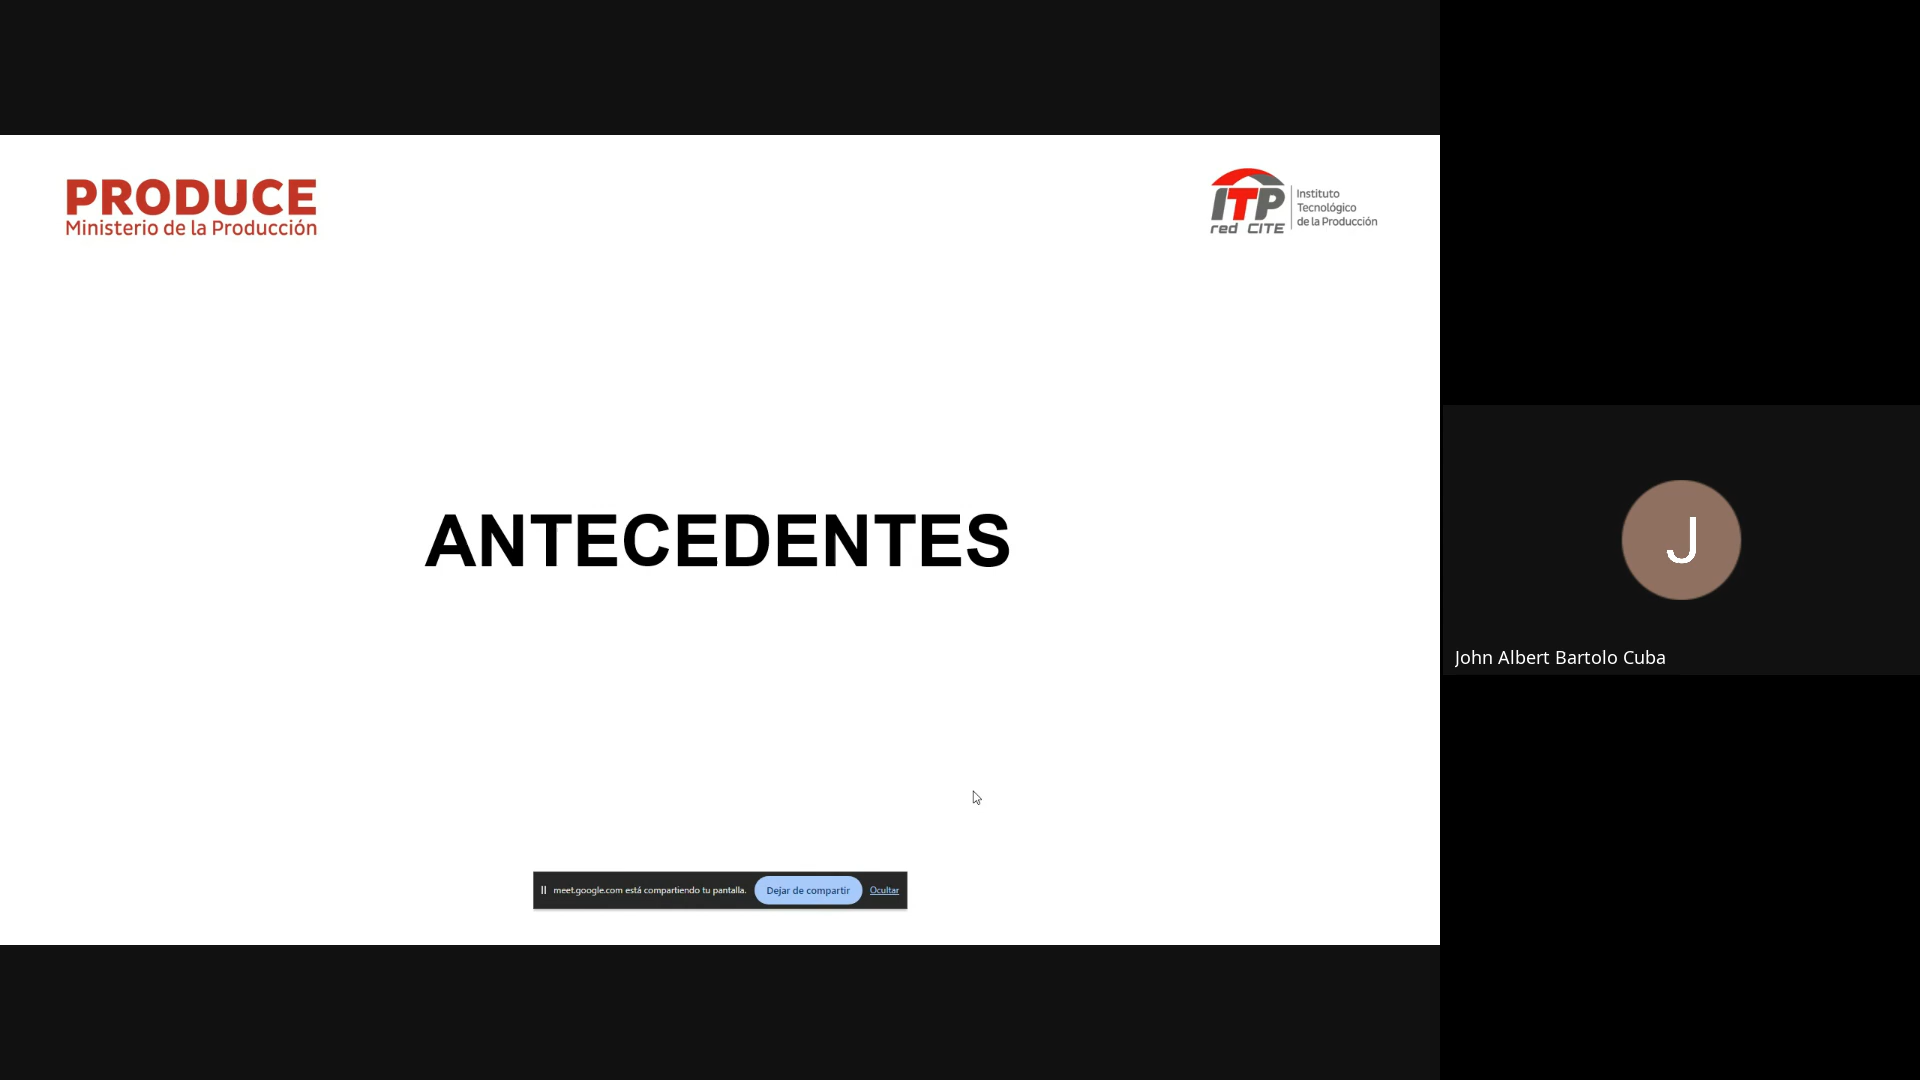 PRODUCE
Ministerio de la Producción
ITP
red CITE
Instituto
Tecnológico
de la Producción
ANTECEDENTES
J
John Albert Bartolo Cuba
meet.google.com está compartiendo tu pantalla. Dejar de compartir Ocultar